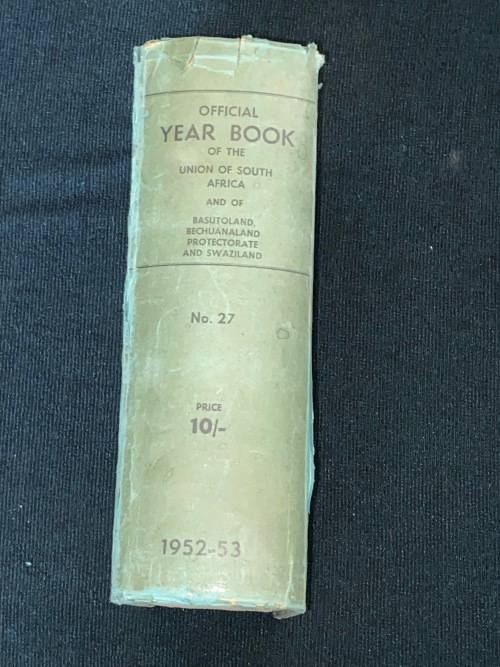 OFFICIAL
YEAR BOOK
OF THE
UNION OF SOUTH
AFRICA
AND OF
BASUTOLAND,
BECHUANALAND
PROTECTORATE
AND SWAZILAND
No. 27
PRICE
10/-
1952-53